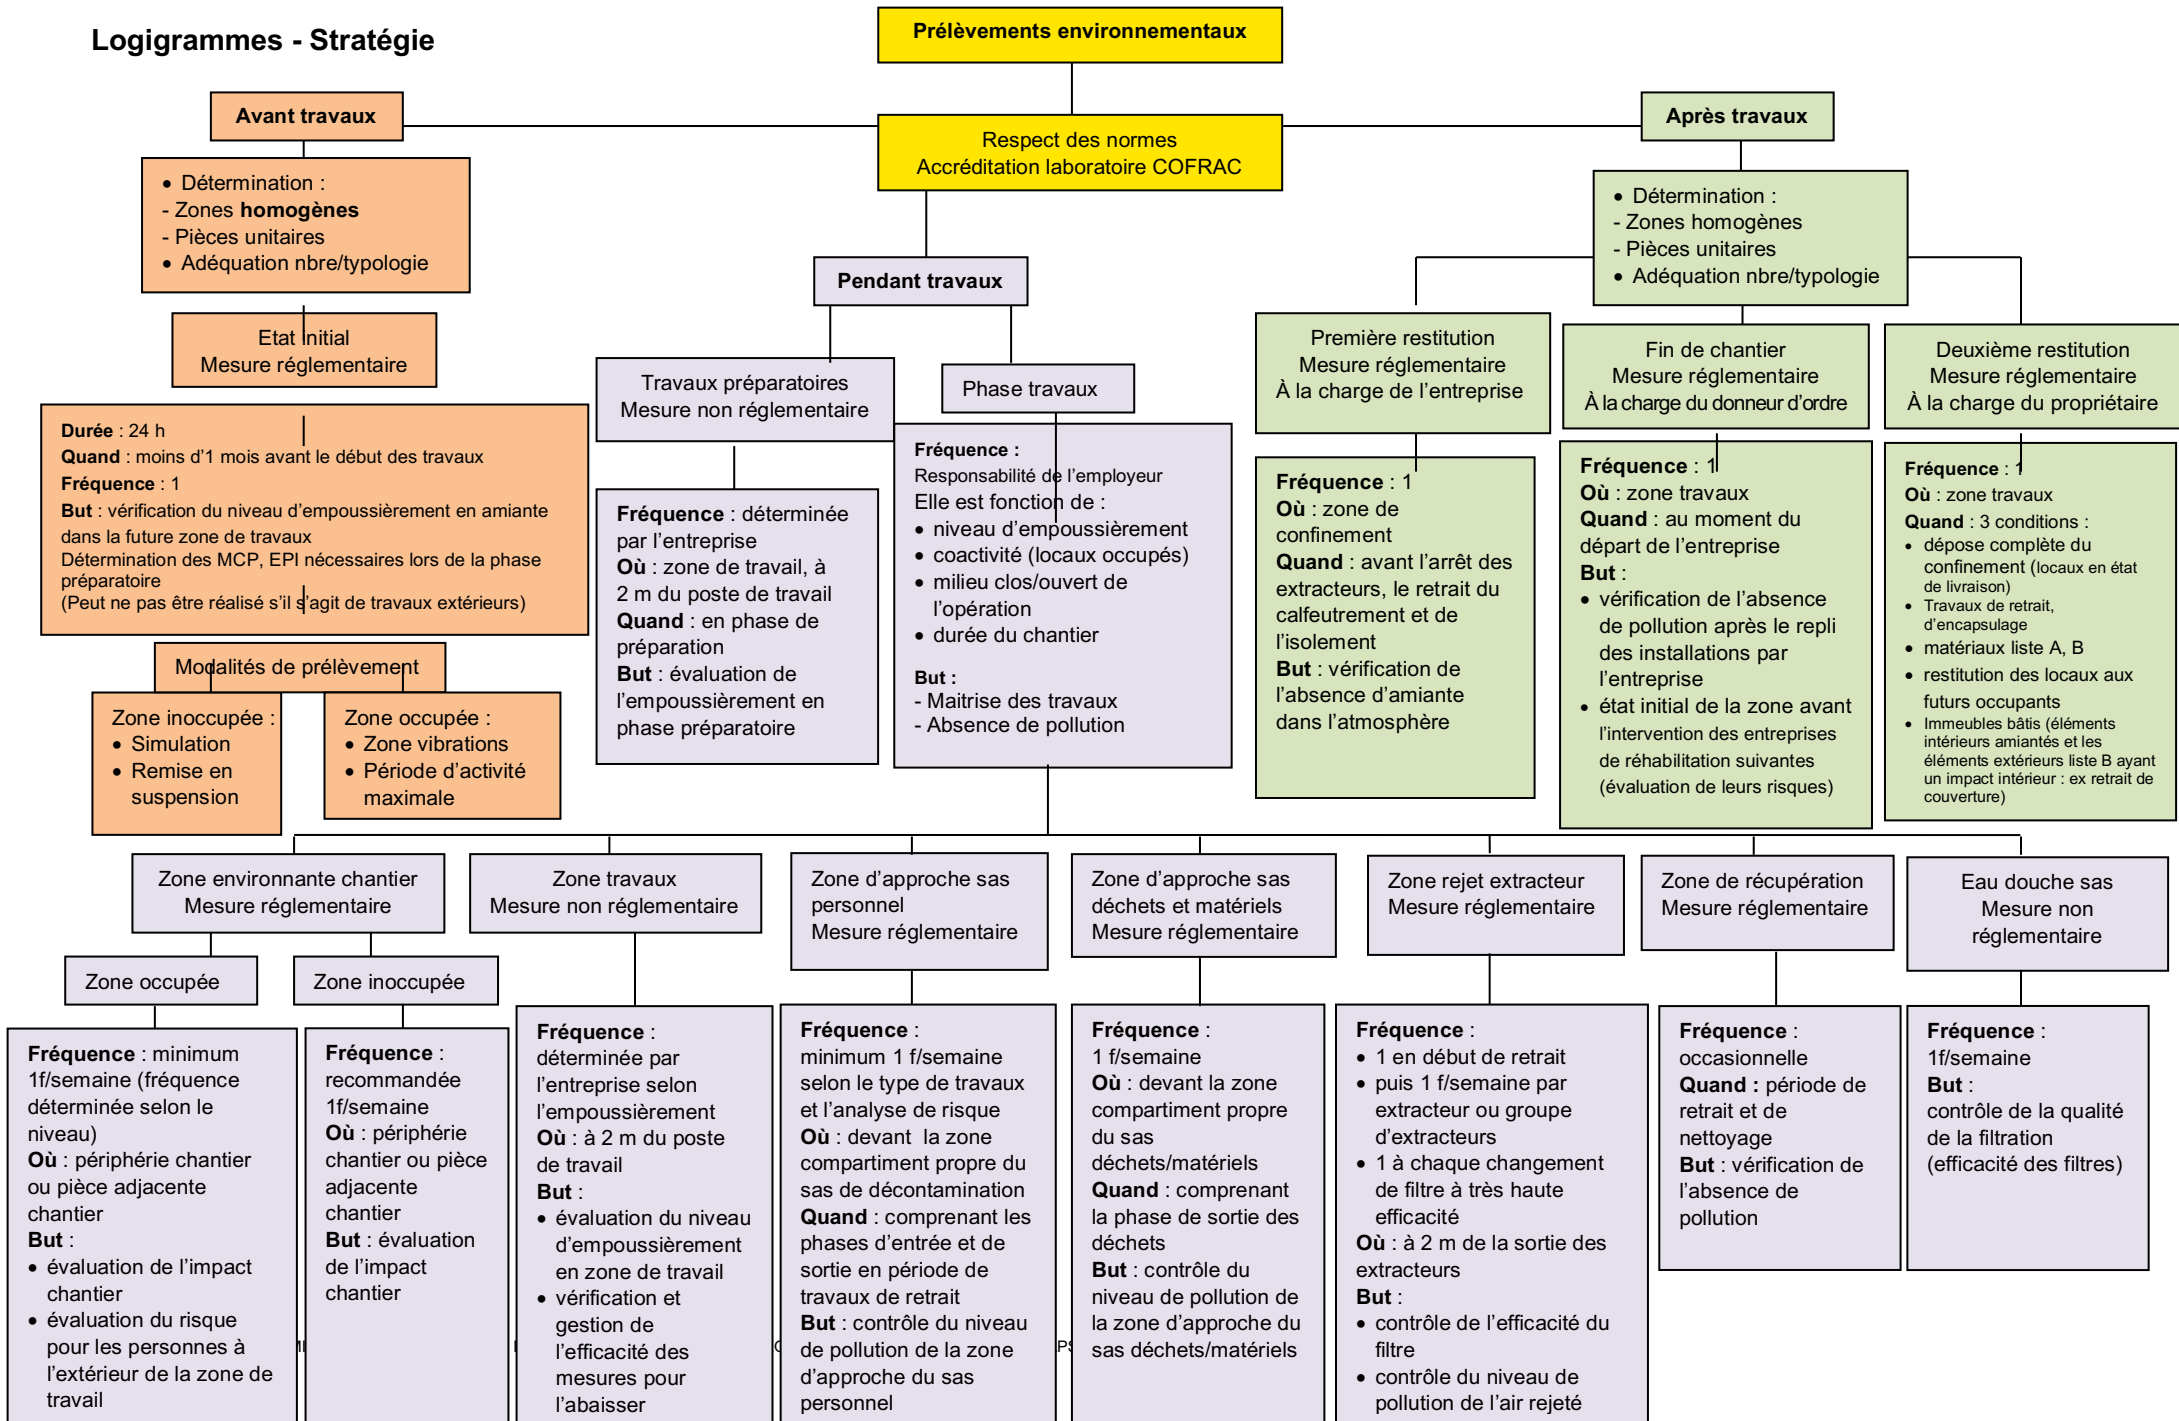 Logigrammes - Stratégie
Prélèvements environnementaux
Respect des normes
Accréditation laboratoire COFRAC
Avant travaux
• Détermination :
- Zones homogènes
- Pièces unitaires
• Adéquation nbre/typologie
Etat initial
Mesure réglementaire
Durée : 24 h
Quand : moins d’1 mois avant le début des travaux
Fréquence : 1
But : vérification du niveau d’empoussièrement en amiante
dans la future zone de travaux
Détermination des MCP, EPI nécessaires lors de la phase
préparatoire
(Peut ne pas être réalisé s’il s’agit de travaux extérieurs)
Modalités de prélèvement
Zone inoccupée :
• Simulation
• Remise en
suspension
Zone occupée :
• Zone vibrations
• Période d’activité
maximale
Pendant travaux
Travaux préparatoires
Mesure non réglementaire
Fréquence : déterminée
par l’entreprise
Où : zone de travail, à
2 m du poste de travail
Quand : en phase de
préparation
But : évaluation de
l’empoussièrement en
phase préparatoire
Phase travaux
Fréquence :
Responsabilité de l’employeur
Elle est fonction de :
• niveau d’empoussièrement
• coactivité (locaux occupés)
• milieu clos/ouvert de
l’opération
• durée du chantier
But :
- Maitrise des travaux
- Absence de pollution
Après travaux
• Détermination :
- Zones homogènes
- Pièces unitaires
• Adéquation nbre/typologie
Première restitution
Mesure réglementaire
À la charge de l’entreprise
Fréquence : 1
Où : zone de
confinement
Quand : avant l’arrêt des
extracteurs, le retrait du
calfeutrement et de
l’isolement
But : vérification de
l’absence d’amiante
dans l’atmosphère
Fin de chantier
Mesure réglementaire
À la charge du donneur d’ordre
Fréquence : 1
Où : zone travaux
Quand : au moment du
départ de l’entreprise
But :
• vérification de l’absence
de pollution après le repli
des installations par
l’entreprise
• état initial de la zone avant
l’intervention des entreprises
de réhabilitation suivantes
(évaluation de leurs risques)
Deuxième restitution
Mesure réglementaire
À la charge du propriétaire
Fréquence : 1
Où : zone travaux
Quand : 3 conditions :
• dépose complète du
confinement (locaux en état
de livraison)
• Travaux de retrait,
d’encapsulage
• matériaux liste A, B
• restitution des locaux aux
futurs occupants
• Immeubles bâtis (éléments
intérieurs amiantés et les
éléments extérieurs liste B ayant
un impact intérieur : ex retrait de
couverture)
Zone environnante chantier
Mesure réglementaire
Zone occupée
Fréquence : minimum
1f/semaine (fréquence
déterminée selon le
niveau)
Où : périphérie chantier
ou pièce adjacente
chantier
But :
• évaluation de l’impact
chantier
• évaluation du risque
pour les personnes à
l’extérieur de la zone de
travail
Zone inoccupée
Fréquence :
recommandée
1f/semaine
Où : périphérie
chantier ou pièce
adjacente
chantier
But : évaluation
de l’impact
chantier
Zone travaux
Mesure non réglementaire
Fréquence :
déterminée par
l’entreprise selon
l’empoussièrement
Où : à 2 m du poste
de travail
But :
• évaluation du niveau
d’empoussièrement
en zone de travail
• vérification et
gestion de
l’efficacité des
mesures pour
l’abaisser
Zone d’approche sas
personnel
Mesure réglementaire
Fréquence :
minimum 1 f/semaine
selon le type de travaux
et l’analyse de risque
Où : devant la zone
compartiment propre du
sas de décontamination
Quand : comprenant les
phases d’entrée et de
sortie en période de
travaux de retrait
But : contrôle du niveau
de pollution de la zone
d’approche du sas
personnel
Zone d’approche sas
déchets et matériels
Mesure réglementaire
Fréquence :
1 f/semaine
Où : devant la zone
compartiment propre
du sas
déchets/matériels
Quand : comprenant
la phase de sortie des
déchets
But : contrôle du
niveau de pollution de
la zone d’approche du
sas déchets/matériels
Zone rejet extracteur
Mesure réglementaire
Fréquence :
• 1 en début de retrait
• puis 1 f/semaine par
extracteur ou groupe
d’extracteurs
• 1 à chaque changement
de filtre à très haute
efficacité
Où : à 2 m de la sortie des
extracteurs
But :
• contrôle de l’efficacité du
filtre
• contrôle du niveau de
pollution de l’air rejeté
Zone de récupération
Mesure réglementaire
Fréquence :
occasionnelle
Quand : période de
retrait et de
nettoyage
But : vérification de
l’absence de
pollution
Eau douche sas
Mesure non
réglementaire
Fréquence :
1f/semaine
But :
contrôle de la qualité
de la filtration
(efficacité des filtres)